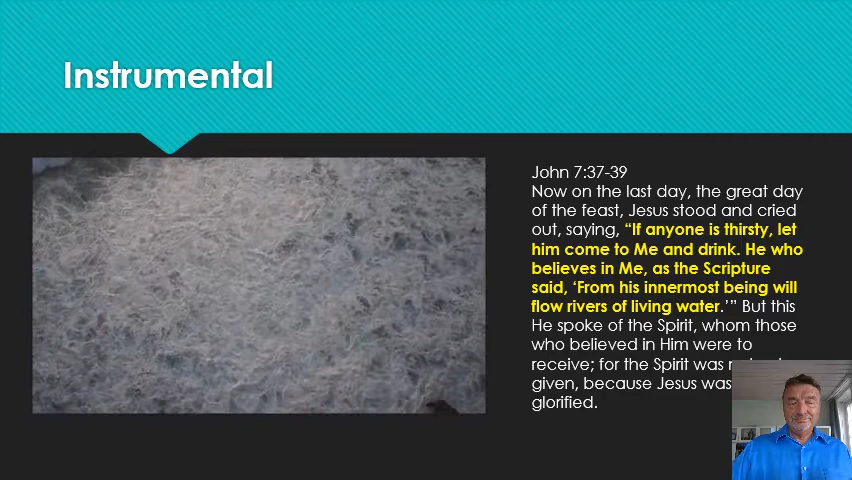 Instrumental
John 7:37-39
Now on the last day, the great day
of the feast, Jesus stood and cried
out, saying, “If anyone is thirsty, let
him come to Me and drink. He who
believes in Me, as the Scripture
said, ‘From his innermost being will
flow rivers of living water.’” But this
He spoke of the Spirit, whom those
who believed in Him were to
receive; for the Spirit was
given, because Jesus was
glorified.